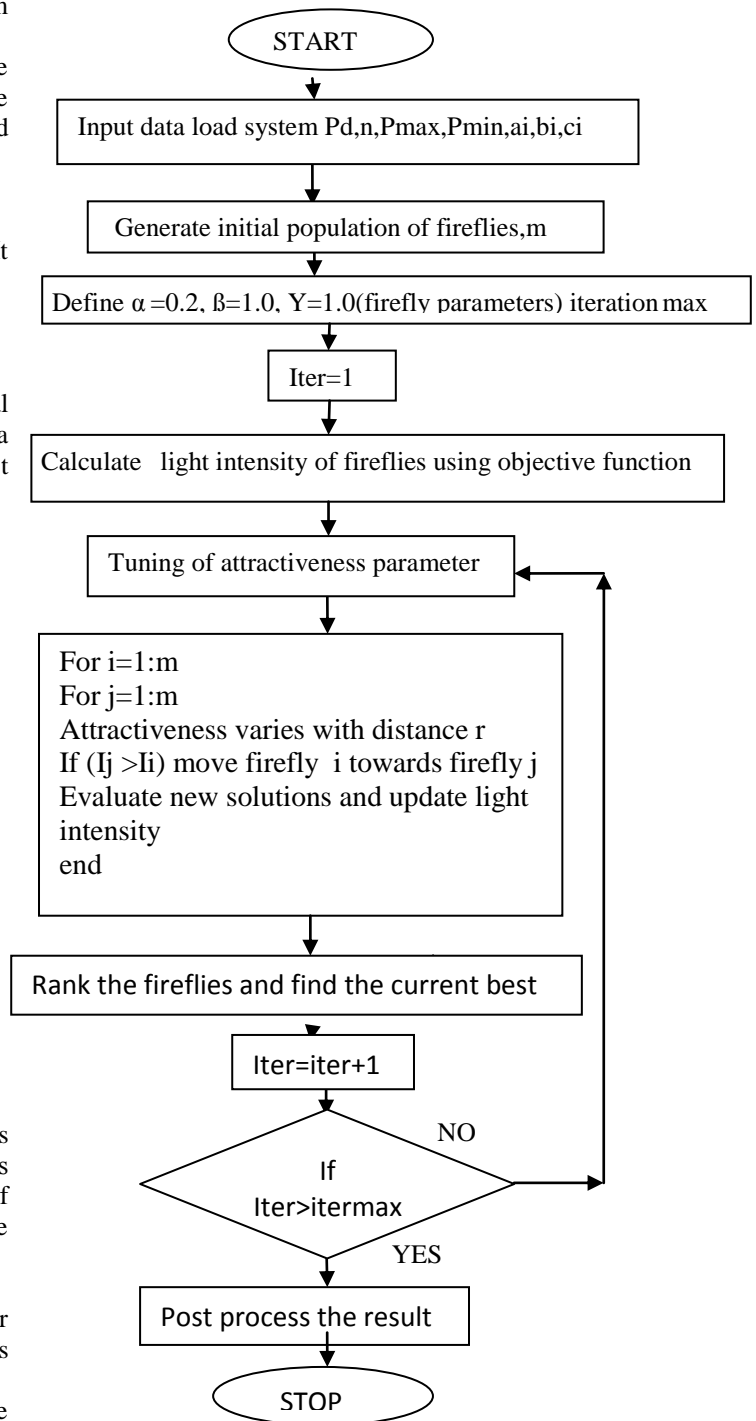 START
Input data load system Pd,n,Pmax,Pmin,ai,bi,ci
Generate initial population of fireflies,m
Define α =0.2, ß=1.0, Y=1.0(firefly parameters) iteration max
Iter=1
Calculate light intensity of fireflies using objective function
Tuning of attractiveness parameter
For i=1:m
For j=1:m
Attractiveness varies with distance r
If (Ij >Ii) move firefly i towards firefly j
Evaluate new solutions and update light
intensity
end
Rank the fireflies and find the current best
Iter=iter+1
NO
If
Iter>itermax
YES
Post process the result
STOP